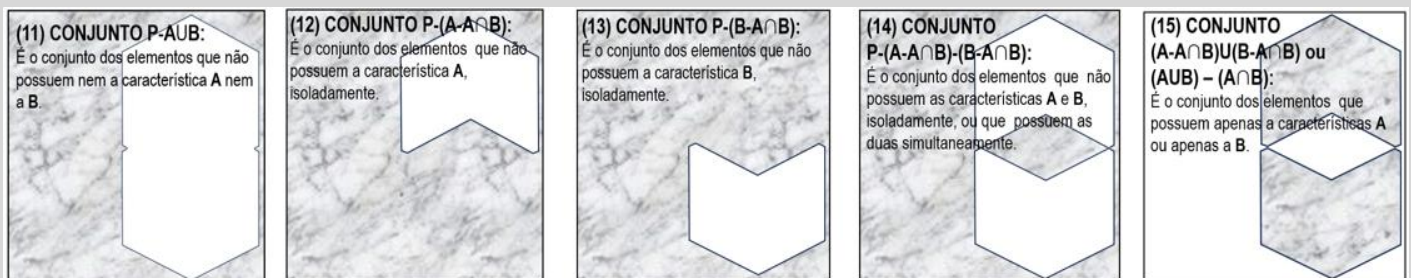 (11) CONJUNTO P-AUB:
É o conjunto dos elementos que não
possuem nem a característica A nem
a B.
(12) CONJUNTO P-(A-A∩B):
É o conjunto dos elementos que não
possuem a característica A,
isoladamente.
(13) CONJUNTO P-(B-A∩B):
É o conjunto dos elementos que não
possuem a característica B,
isoladamente.
(14) CONJUNTO
P-(A-A∩B)-(B-A∩B):
É o conjunto dos elementos que não
possuem as características A e B,
isoladamente, ou que possuem as
duas simultaneamente.
(15) CONJUNTO
(A-A∩B)U(B-A∩B) ou
(AUB) – (A∩B):
É o conjunto dos elementos que
possuem apenas a características A
ou apenas a B.